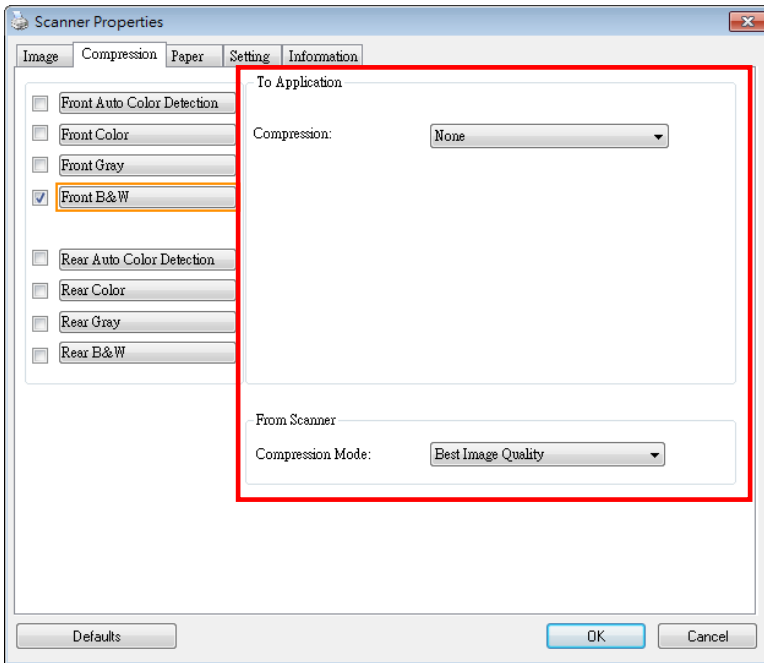 Scanner Properties
Image Compression Paper Setting Information
Front Auto Color Detection
Front Color
Front Gray
Front B&W
Rear Auto Color Detection
Rear Color
Rear Gray
Rear B&W
To Application
Compression: None
From Scanner
Compression Mode: Best Image Quality
Defaults OK Cancel